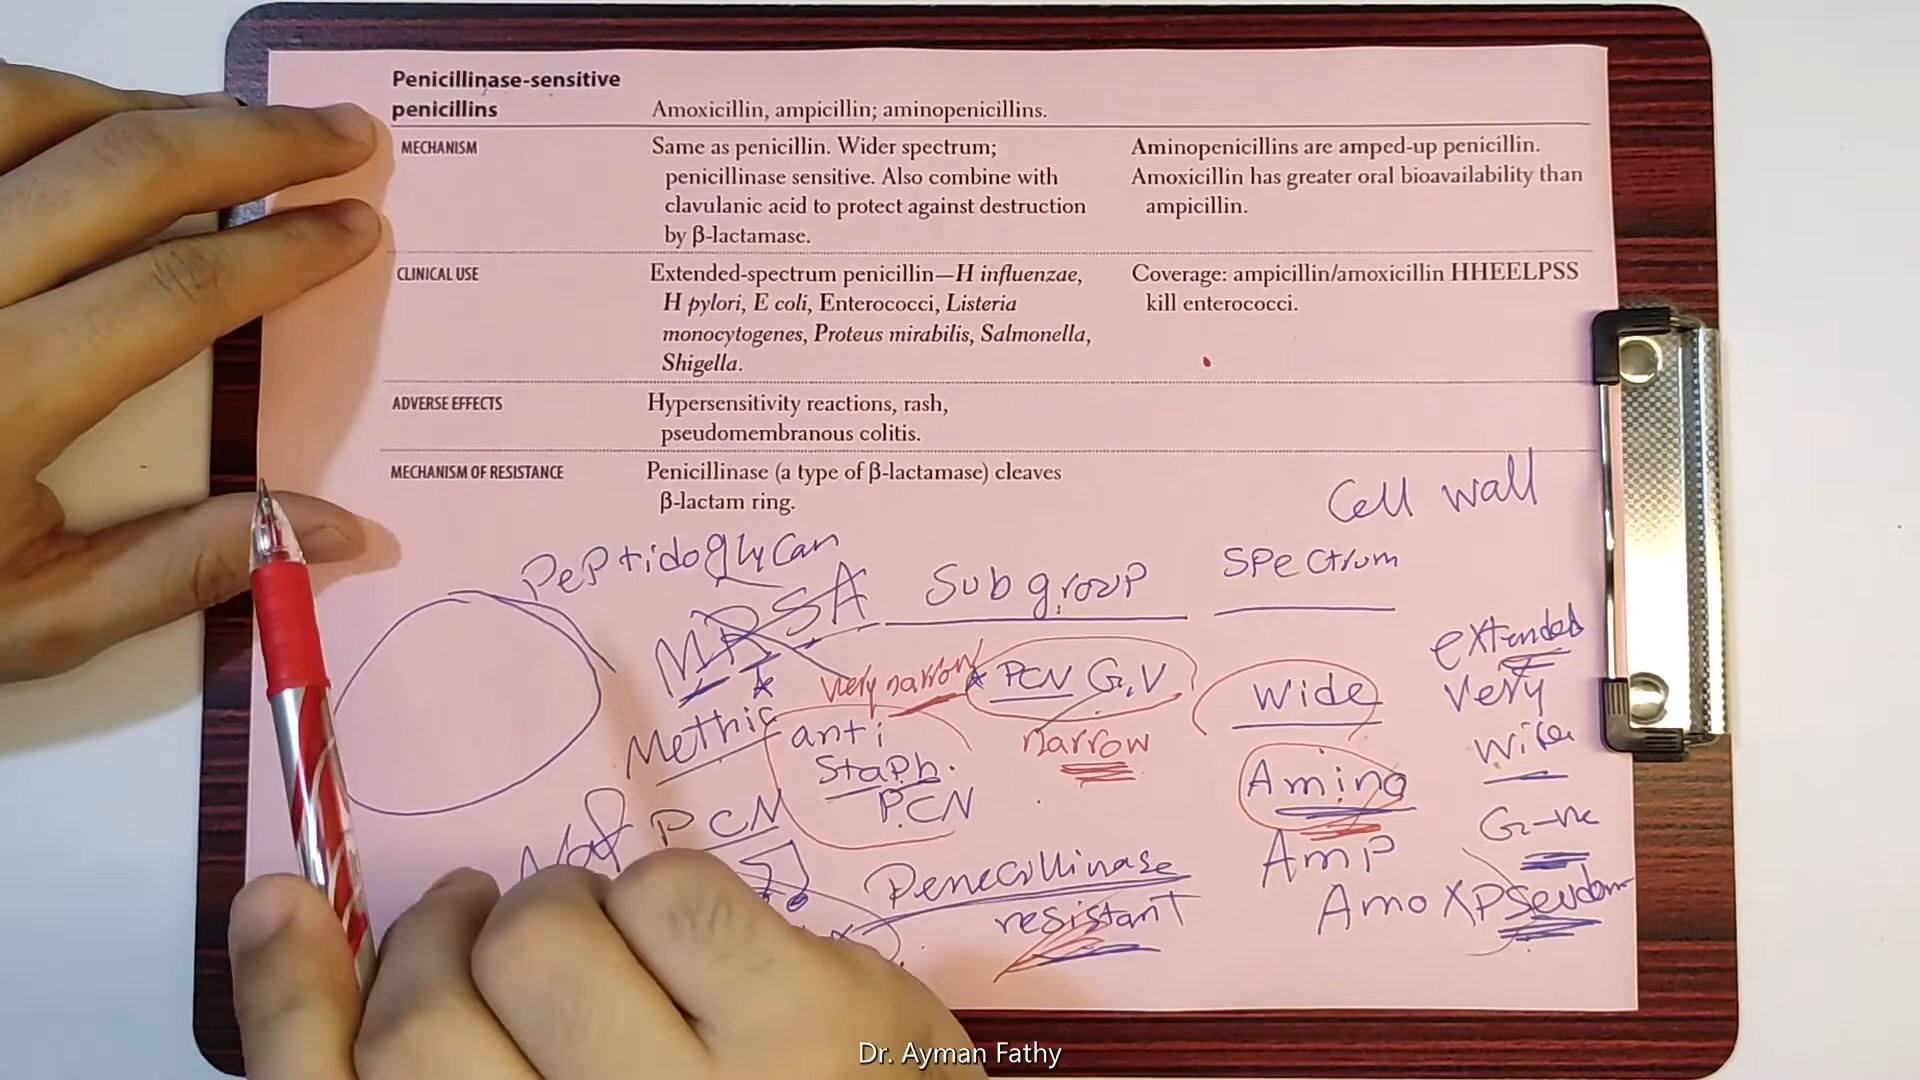 Penicillinase-sensitive
penicillins
Amoxicillin, ampicillin; aminopenicillins.
MECHANISM
Same as penicillin. Wider spectrum;
penicillinase sensitive. Also combine with
clavulanic acid to protect against destruction
by β-lactamase.
Aminopenicillins are amped-up penicillin.
Amoxicillin has greater oral bioavailability than
ampicillin.
CLINICAL USE
Extended-spectrum penicillin—H influenzae,
H pylori, E coli, Enterococci, Listeria
monocytogenes, Proteus mirabilis, Salmonella,
Shigella.
Coverage: ampicillin/amoxicillin HHEELPSS
kill enterococci.
ADVERSE EFFECTS
Hypersensitivity reactions, rash,
pseudomembranous colitis.
MECHANISM OF RESISTANCE
Penicillinase (a type of β-lactamase) cleaves
β-lactam ring.
Cell wall
Peptidoglycan
MRSA
Subgroup
Spectrum
extended
very
wide
G-ve
Pseudom
very narrow
PCN G,V
narrow
Wide
Amino
Amp
Amox
Methic
anti
Staph.
PCN
Naf PCN
Penecillinase
resistant
Dr. Ayman Fathy